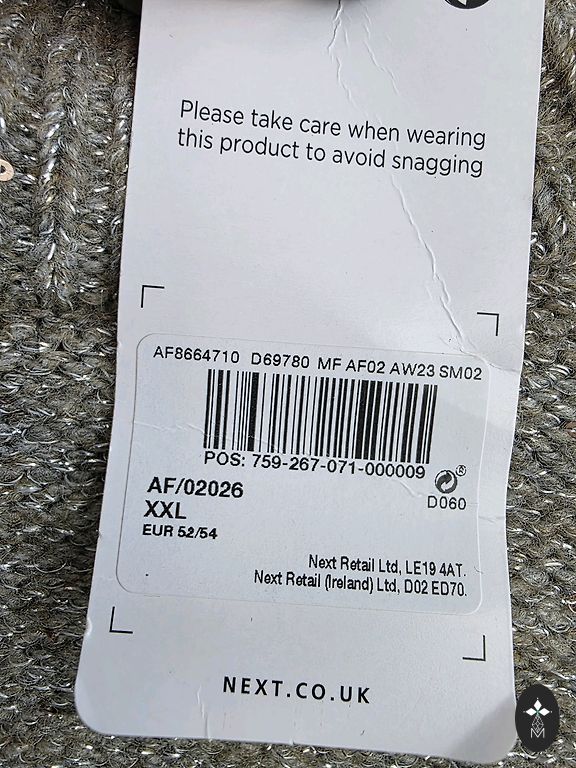 Please take care when wearing
this product to avoid snagging
AF8664710 D69780 MF AF02 AW23 SM02
POS: 759-267-071-000009
AF/02026
XXL
EUR 52/54
D060
Next Retail Ltd, LE19 4AT.
Next Retail (Ireland) Ltd, D02 ED70.
NEXT.CO.UK